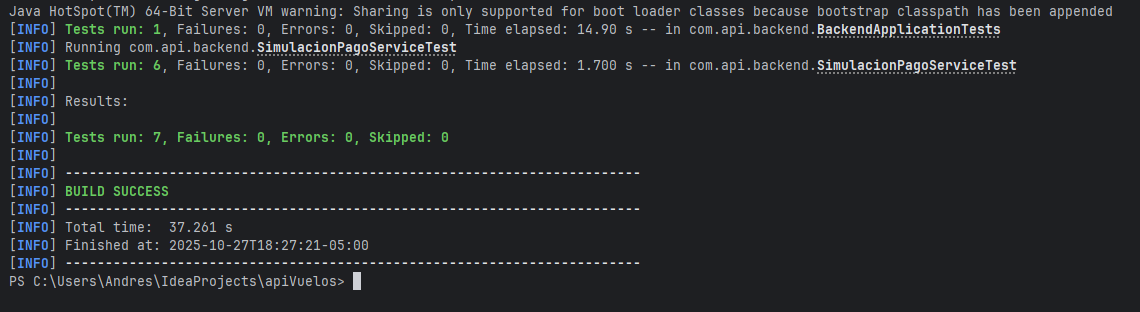 Java HotSpot(TM) 64-Bit Server VM warning: Sharing is only supported for boot loader classes because bootstrap classpath has been appended
[INFO] Tests run: 1, Failures: 0, Errors: 0, Skipped: 0, Time elapsed: 14.90 s -- in com.api.backend.BackendApplicationTests
[INFO] Running com.api.backend.SimulacionPagoServiceTest
[INFO] Tests run: 6, Failures: 0, Errors: 0, Skipped: 0, Time elapsed: 1.700 s -- in com.api.backend.SimulacionPagoServiceTest
[INFO]
[INFO] Results:
[INFO]
[INFO] Tests run: 7, Failures: 0, Errors: 0, Skipped: 0
[INFO]
[INFO] ------------------------------------------------------------------------
[INFO] BUILD SUCCESS
[INFO] ------------------------------------------------------------------------
[INFO] Total time:  37.261 s
[INFO] Finished at: 2025-10-27T18:27:21-05:00
[INFO] ------------------------------------------------------------------------
PS C:\Users\Andres\IdeaProjects\apiVuelos>